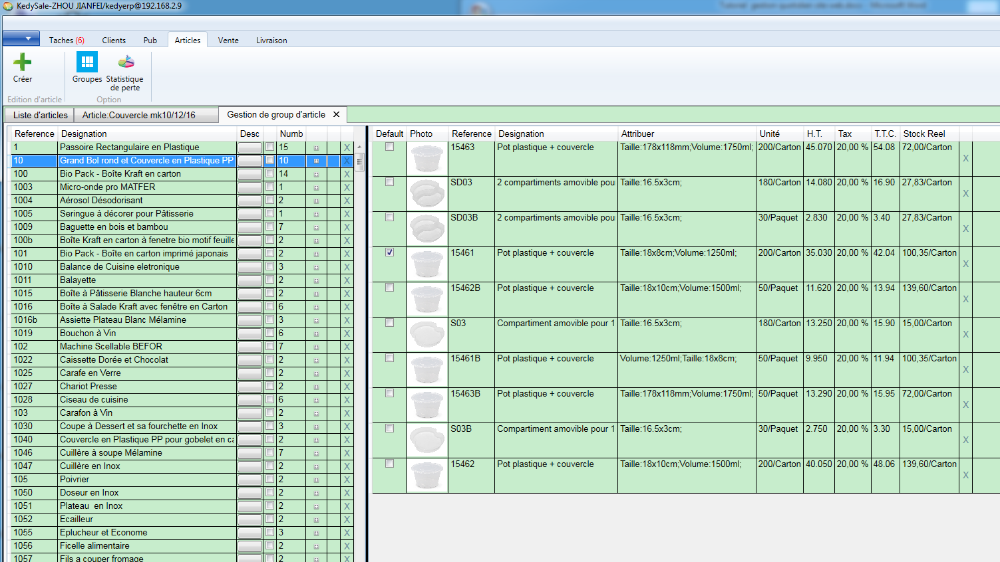 KedySale-ZHOU JIANFEI/kedyerp@192.168.2.9
Taches (6) Clients Pub Articles Vente Livraison
Créer Groupes Statistique de perte
Edition d'article Option
Liste d'articles Article:Couvercle mk10/12/16 Gestion de group d'article X
Reference Designation Desc Numb
1 Passoire Rectangulaire en Plastique 15 X
10 Grand Bol rond et Couvercle en Plastique PP 10 X
100 Bio Pack - Boîte Kraft en carton 14 X
1003 Micro-onde pro MATFER 1 X
1004 Aérosol Désodorisant 2 X
1005 Seringue à décorer pour Pâtisserie 1 X
1009 Baguette en bois et bambou 7 X
100b Boîte Kraft en carton à fenetre bio motif feuille 2 X
101 Bio Pack - Boîte en carton imprimé japonais 2 X
1010 Balance de Cuisine eletronique 3 X
1011 Balayette 2 X
1015 Boîte à Pâtisserie Blanche hauteur 6cm 2 X
1016 Boîte à Salade Kraft avec fenêtre en Carton 6 X
1016b Assiette Plateau Blanc Mélamine 3 X
1019 Bouchon à Vin 6 X
102 Machine Scellable BEFOR 7 X
1022 Caissette Dorée et Chocolat 2 X
1025 Carafe en Verre 2 X
1027 Chariot Presse 2 X
1028 Ciseau de cuisine 6 X
103 Carafon à Vin 2 X
1030 Coupe à Dessert et sa fourchette en Inox 3 X
1040 Couvercle en Plastique PP pour gobelet en ca 2 X
1046 Cuillère à soupe Mélamine 7 X
1047 Cuillère en Inox 2 X
105 Poivrier 2 X
1050 Doseur en Inox 2 X
1051 Plateau en Inox 2 X
1052 Ecailleur 2 X
1055 Eplucheur et Econome 3 X
1056 Ficelle alimentaire 2 X
1057 Fils a couper fromage 2 X
Default Photo Reference Designation Attribuer Unité H.T. Tax T.T.C. Stock Reel
15463 Pot plastique + couvercle Taille:178x118mm;Volume:1750ml; 200/Carton 45.070 20,00 % 54.08 72,00/Carton X
SD03 2 compartiments amovible pou Taille:16.5x3cm; 180/Carton 14.080 20,00 % 16.90 27,83/Carton X
SD03B 2 compartiments amovible pou Taille:16.5x3cm; 30/Paquet 2.830 20,00 % 3.40 27,83/Carton X
15461 Pot plastique + couvercle Taille:18x8cm;Volume:1250ml; 200/Carton 35.030 20,00 % 42.04 100,35/Carton X
15462B Pot plastique + couvercle Taille:18x10cm;Volume:1500ml; 50/Paquet 11.620 20,00 % 13.94 139,60/Carton X
S03 Compartiment amovible pour 1 Taille:16.5x3cm; 180/Carton 13.250 20,00 % 15.90 15,00/Carton X
15461B Pot plastique + couvercle Volume:1250ml;Taille:18x8cm; 50/Paquet 9.950 20,00 % 11.94 100,35/Carton X
15463B Pot plastique + couvercle Taille:178x118mm;Volume:1750ml; 50/Paquet 13.290 20,00 % 15.95 72,00/Carton X
S03B Compartiment amovible pour 1 Taille:16.5x3cm; 30/Paquet 2.750 20,00 % 3.30 15,00/Carton X
15462 Pot plastique + couvercle Taille:18x10cm;Volume:1500ml; 200/Carton 40.050 20,00 % 48.06 139,60/Carton X